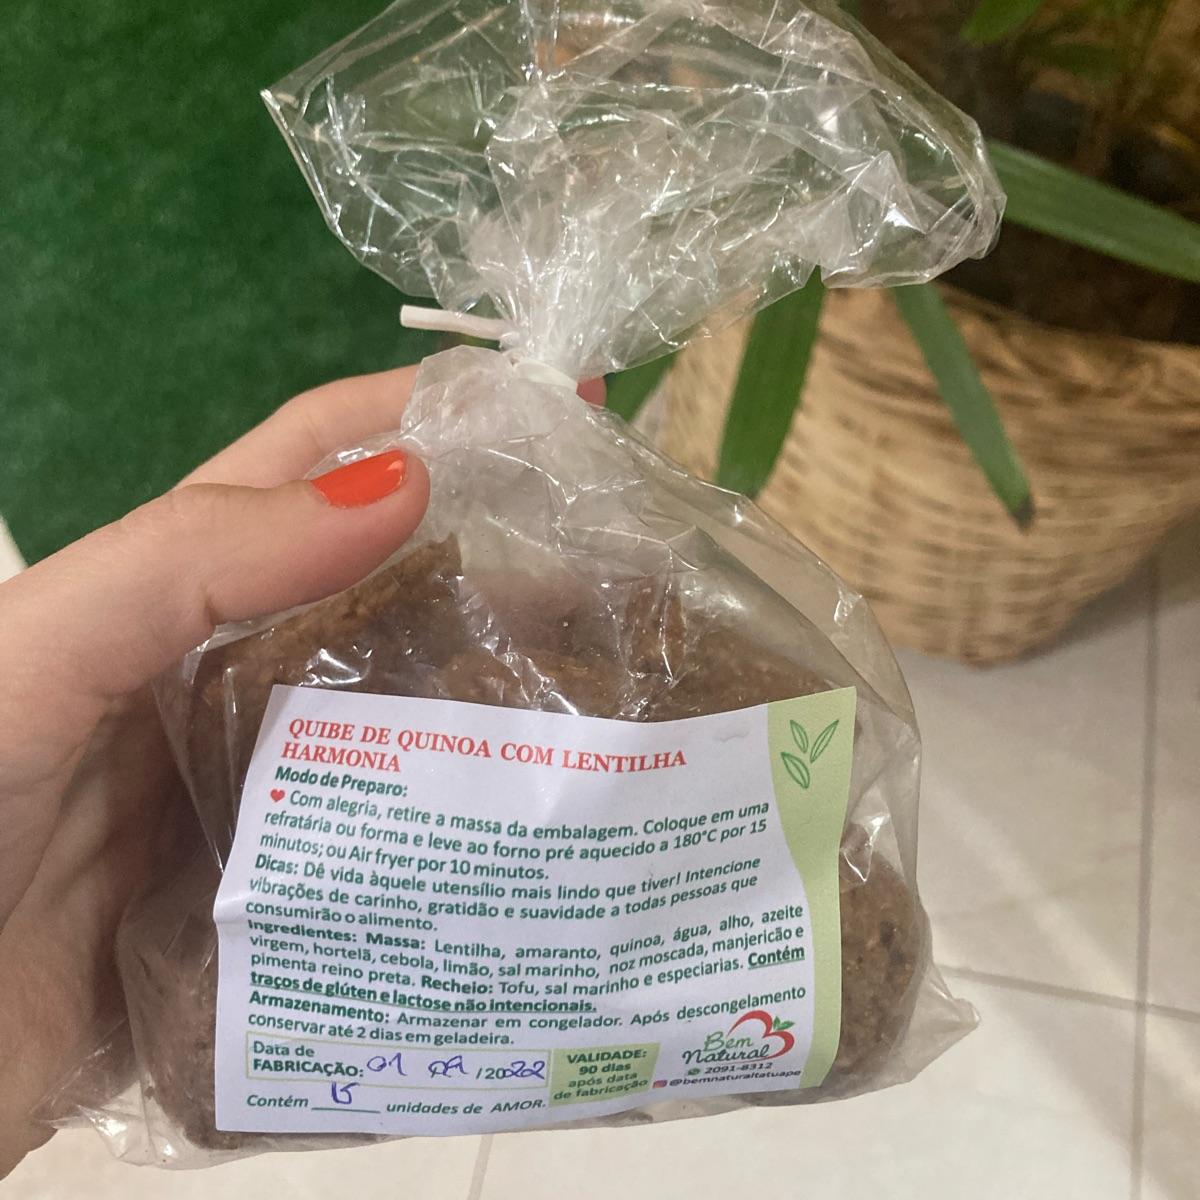 QUIBE DE QUINOA COM LENTILHA
HARMONIA
Modo de Preparo:
Com alegria, retire a massa da embalagem. Coloque em uma
refratária ou forma e leve ao forno pré aquecido a 180°C por 15
minutos; ou Air fryer por 10 minutos.
Dicas: Dê vida àquele utensílio mais lindo que tiver! Intencione
vibrações de carinho, gratidão e suavidade a todas pessoas que
consumirão o alimento.
Ingredientes: Massa: Lentilha, amaranto, quinoa, água, alho, azeite
virgem, hortelã, cebola, limão, sal marinho, noz moscada, manjericão e
pimenta reino preta. Recheio: Tofu, sal marinho e especiarias. Contém
traços de glúten e lactose não intencionais.
Armazenamento: Armazenar em congelador. Após descongelamento
conservar até 2 dias em geladeira.
Data de
FABRICAÇÃO: 01 /2022
VALIDADE:
90 dias
após data
de fabricação
Contém unidades de AMOR.
Bem
Natural
2091-8312
@bemnaturaltatuape